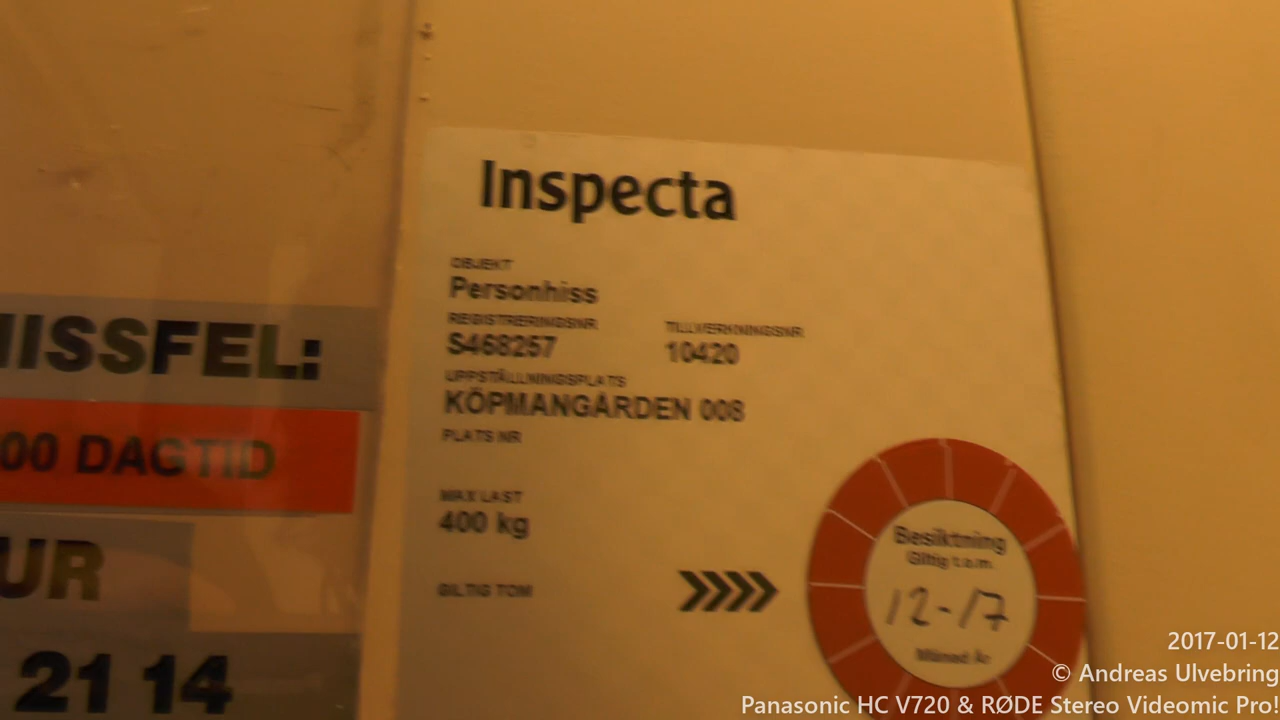 Inspecta
OBJEKT
Personhiss
REGISTRERINGSNR
TILLVERKNINGSNR
S468257
10420
UPPSTÄLLNINGSPLATS
KÖPMANGÅRDEN 008
PLATS NR
MAX LAST
400 kg
GILTIG TOM
Besiktning
Giltig t.o.m.
12-17
Månad År
HISSFEL:
00 DAGTID
UR
21 14
2017-01-12
© Andreas Ulvebring
Panasonic HC V720 & RØDE Stereo Videomic Pro!